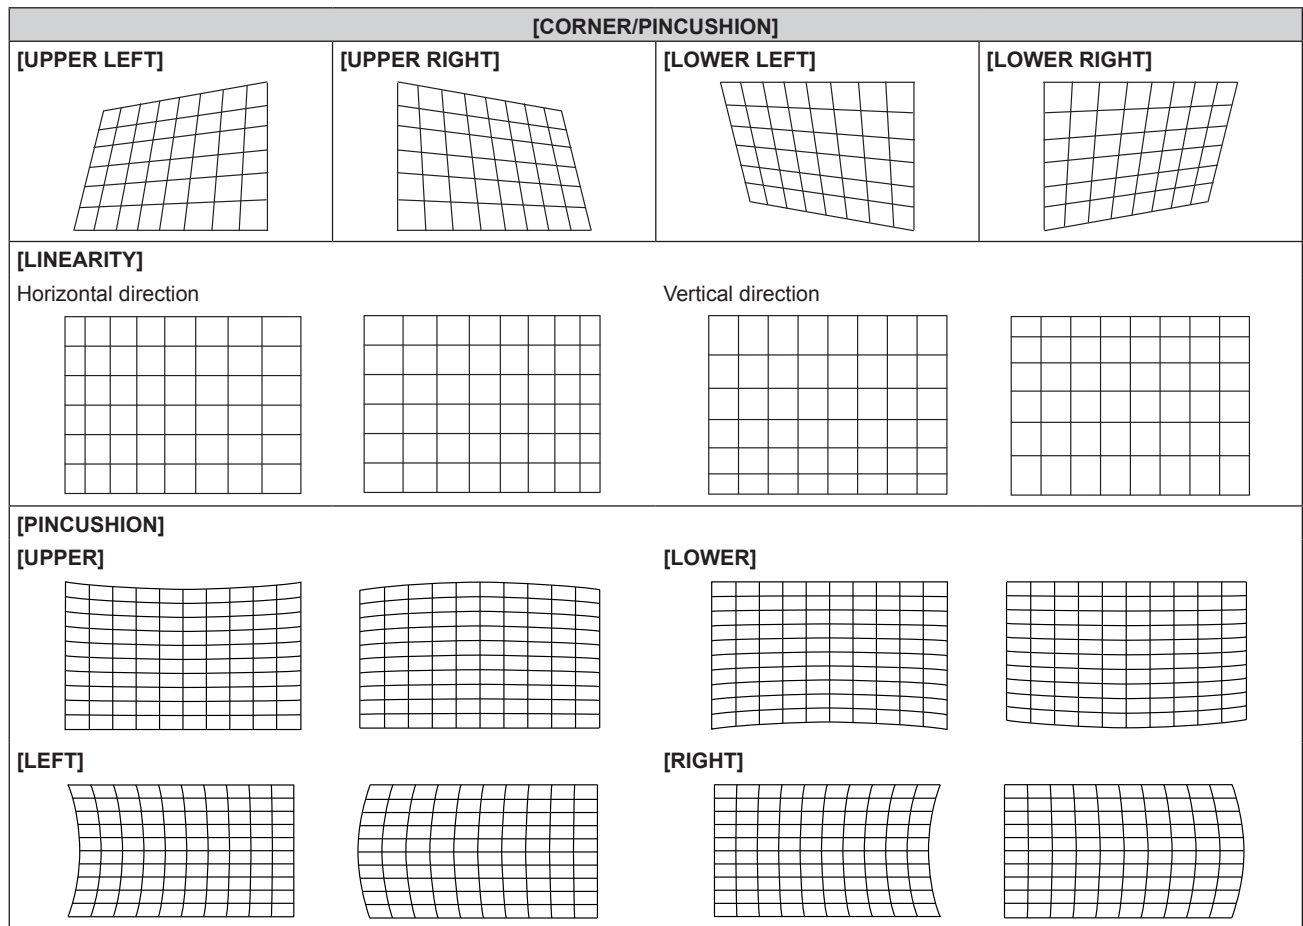 [CORNER/PINCUSHION]
[UPPER LEFT]
[UPPER RIGHT]
[LOWER LEFT]
[LOWER RIGHT]
[LINEARITY]
Horizontal direction
Vertical direction
[PINCUSHION]
[UPPER]
[LOWER]
[LEFT]
[RIGHT]